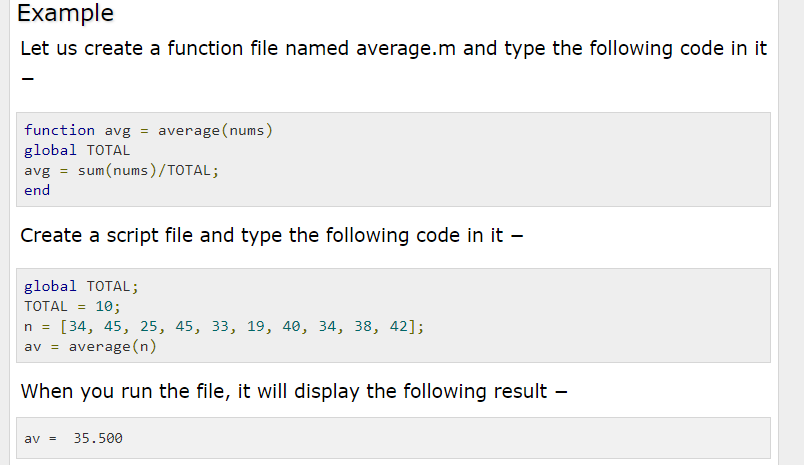 Example
Let us create a function file named average.m and type the following code in it
−
function avg = average(nums)
global TOTAL
avg = sum(nums)/TOTAL;
end
Create a script file and type the following code in it −
global TOTAL;
TOTAL = 10;
n = [34, 45, 25, 45, 33, 19, 40, 34, 38, 42];
av = average(n)
When you run the file, it will display the following result −
av =  35.500